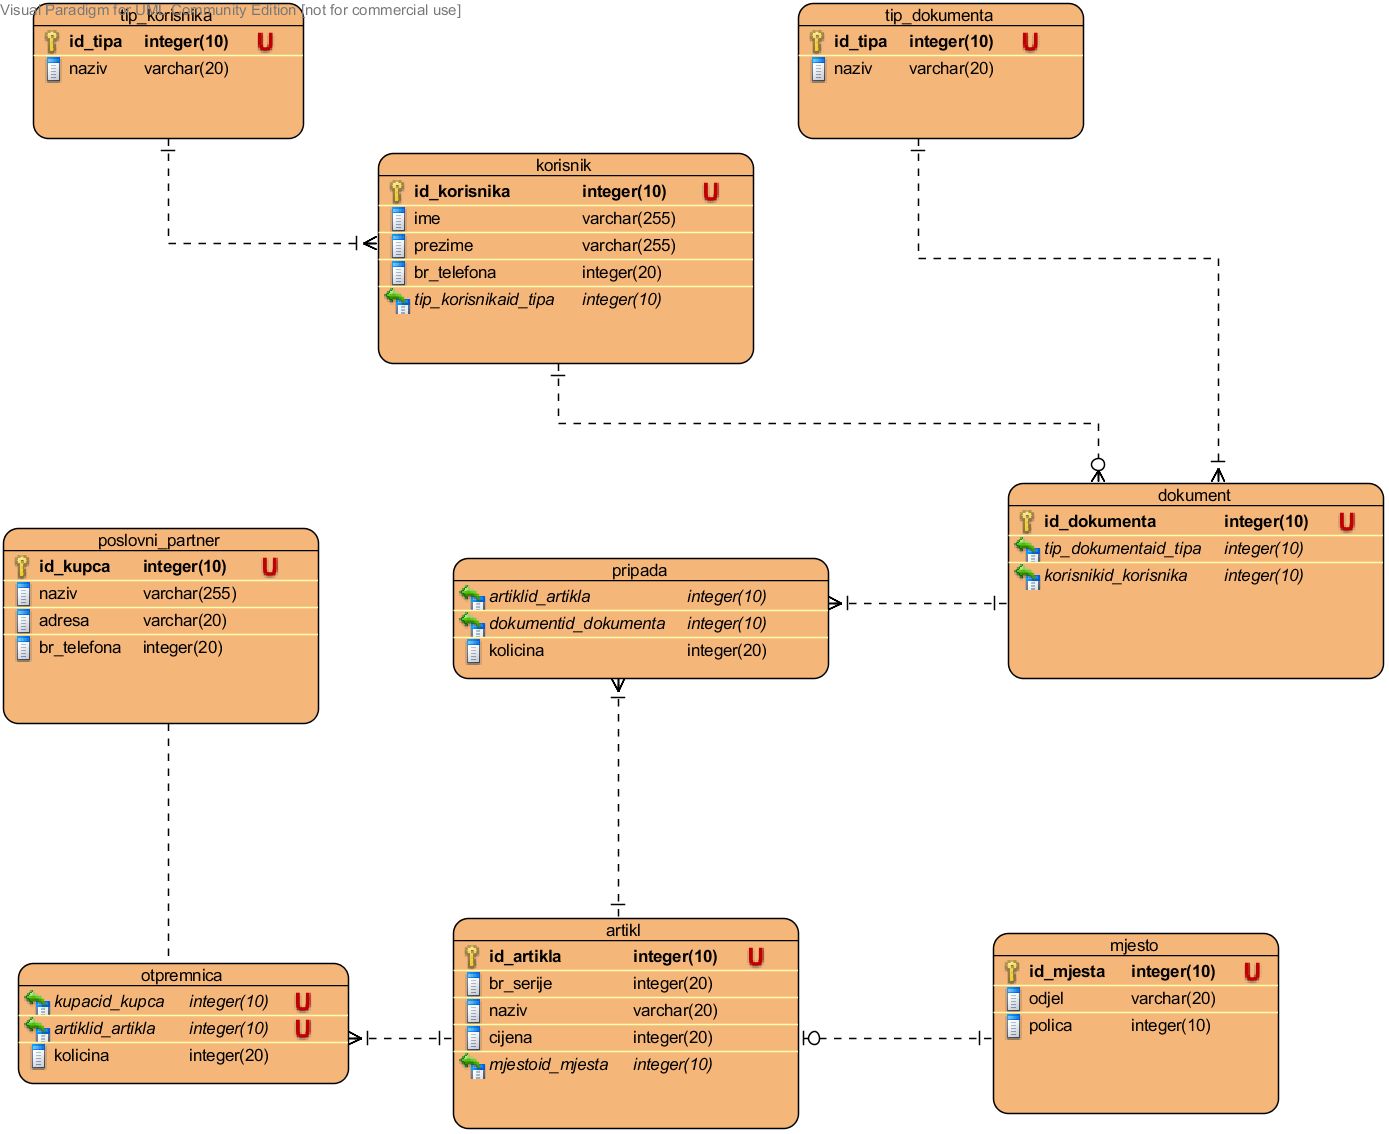 Visual Paradigm for UML Community Edition [not for commercial use]
tip_korisnika
id_tipa integer(10) U
naziv varchar(20)
tip_dokumenta
id_tipa integer(10) U
naziv varchar(20)
korisnik
id_korisnika integer(10) U
ime varchar(255)
prezime varchar(255)
br_telefona integer(20)
tip_korisnikaid_tipa integer(10)
dokument
id_dokumenta integer(10) U
tip_dokumentaid_tipa integer(10)
korisnikid_korisnika integer(10)
poslovni_partner
id_kupca integer(10) U
naziv varchar(255)
adresa varchar(20)
br_telefona integer(20)
pripada
artiklid_artikla integer(10)
dokumentid_dokumenta integer(10)
kolicina integer(20)
otpremnica
kupacid_kupca integer(10) U
artiklid_artikla integer(10) U
kolicina integer(20)
artikl
id_artikla integer(10) U
br_serije integer(20)
naziv varchar(20)
cijena integer(20)
mjestoid_mjesta integer(10)
mjesto
id_mjesta integer(10) U
odjel varchar(20)
polica integer(10)